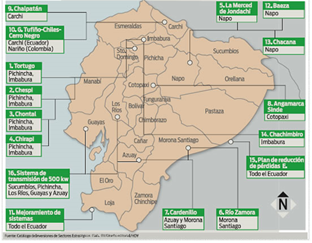 9. Chalpatán
Carchi
10. G. Tufiño-Chiles-
Cerro Negro
Carchi (Ecuador)
Nariño (Colombia)
1. Tortugo
Pichincha,
Imbabura
2. Chespi
Pichincha,
Imbabura
3. Chontal
Pichincha,
Imbabura
4. Chirapi
Pichincha,
Imbabura
16. Sistema de
transmisión de 500 kw
Sucumbíos, Pichincha,
Los Ríos, Guayas y Azuay
11. Mejoramiento de
sistemas
Todo el Ecuador
5. La Merced
de Jondachi
Napo
12. Baeza
Napo
13. Chacana
Napo
8. Angamarca
Sinde
Cotopaxi
14. Chachimbiro
Imbabura
15. Plan de reducción
de pérdidas E.
Todo el Ecuador
7. Cardenillo
Azuay y Morona
Santiago
6. Río Zamora
Morona
Santiago
Esmeraldas
Carchi
Imbabura
Sto.
Domingo
Pichincha
Sucumbíos
Manabí
Cotopaxi
Napo
Orellana
Los
Ríos
Bolívar
Tungurahua
Pastaza
Guayas
Chimborazo
Cañar
Morona Santiago
Azuay
El Oro
Loja
Zamora
Chinchipe
N